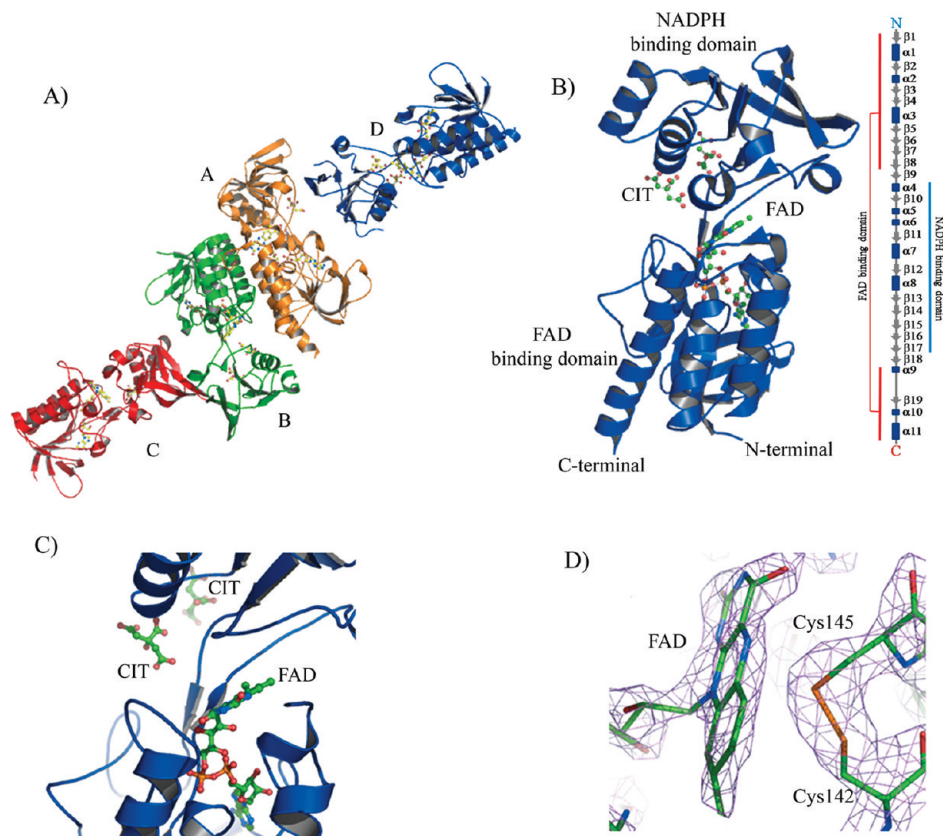 A)
A
B
C
D
B)
NADPH
binding domain
CIT
FAD
FAD
binding domain
N-terminal
C-terminal
N
β1
α1
β2
α2
β3
β4
α3
β5
β6
β7
β8
β9
α4
β10
α5
α6
β11
α7
β12
α8
β13
β14
β15
β16
β17
β18
α9
β19
α10
α11
C
FAD binding domain
NADPH binding domain
C)
CIT
CIT
FAD
D)
FAD
Cys145
Cys142